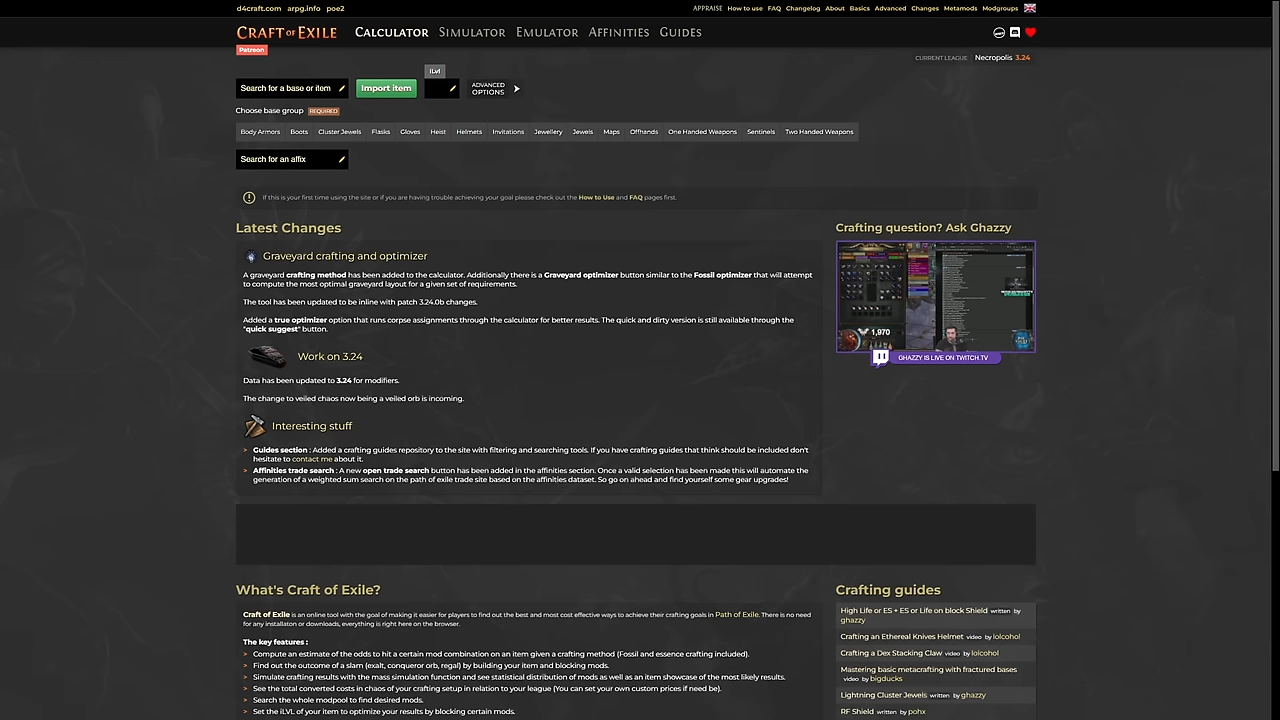 d4craft.com arpg.info poe2
APPRAISE How to use FAQ Changelog About Basics Advanced Changes Metamods Modgroups
CRAFT OF EXILE CALCULATOR SIMULATOR EMULATOR AFFINITIES GUIDES
Patreon
CURRENT LEAGUE Necropolis 3.24
iLvl
Search for a base or item Import item ADVANCED OPTIONS
Choose base group REQUIRED
Body Armors Boots Cluster Jewels Flasks Gloves Heist Helmets Invitations Jewellery Jewels Maps Offhands One Handed Weapons Sentinels Two Handed Weapons
Search for an affix
If this is your first time using the site or if you are having trouble achieving your goal please check out the How to Use and FAQ pages first.
Latest Changes
Graveyard crafting and optimizer
A graveyard crafting method has been added to the calculator. Additionally there is a Graveyard optimizer button similar to the Fossil optimizer that will attempt
to compute the most optimal graveyard layout for a given set of requirements.
The tool has been updated to be inline with patch 3.24.0b changes.
Added a true optimizer option that runs corpse assignments through the calculator for better results. The quick and dirty version is still available through the
"quick suggest" button.
Work on 3.24
Data has been updated to 3.24 for modifiers.
The change to veiled chaos now being a veiled orb is incoming.
Interesting stuff
> Guides section : Added a crafting guides repository to the site with filtering and searching tools. If you have crafting guides that think should be included don't
hesitate to contact me about it.
> Affinities trade search : A new open trade search button has been added in the affinities section. Once a valid selection has been made this will automate the
generation of a weighted sum search on the path of exile trade site based on the affinities dataset. So go on ahead and find yourself some gear upgrades!
Crafting question? Ask Ghazzy
1,970
GHAZZY IS LIVE ON TWITCH.TV
What's Craft of Exile?
Craft of Exile is an online tool with the goal of making it easier for players to find out the best and most cost effective ways to achieve their crafting goals in Path of Exile. There is no need
for any installaton or downloads, everything is right here on the browser.
The key features :
> Compute an estimate of the odds to hit a certain mod combination on an item given a crafting method (Fossil and essence crafting included).
> Find out the outcome of a slam (exalt, conqueror orb, regal) by building your item and blocking mods.
> Simulate crafting results with the mass simulation function and see statistical distribution of mods as well as an item showcase of the most likely results.
> See the total converted costs in chaos of your crafting setup in relation to your league (You can set your own custom prices if need be).
> Search the whole modpool to find desired mods.
> Set the iLVL of your item to optimize your results by blocking certain mods.
Crafting guides
High Life or ES + ES or Life on block Shield written by
ghazzy
Crafting an Ethereal Knives Helmet video by lolcohol
Crafting a Dex Stacking Claw video by lolcohol
Mastering basic metacrafting with fractured bases
video by bigducks
Lightning Cluster Jewels written by ghazzy
RF Shield written by pohx